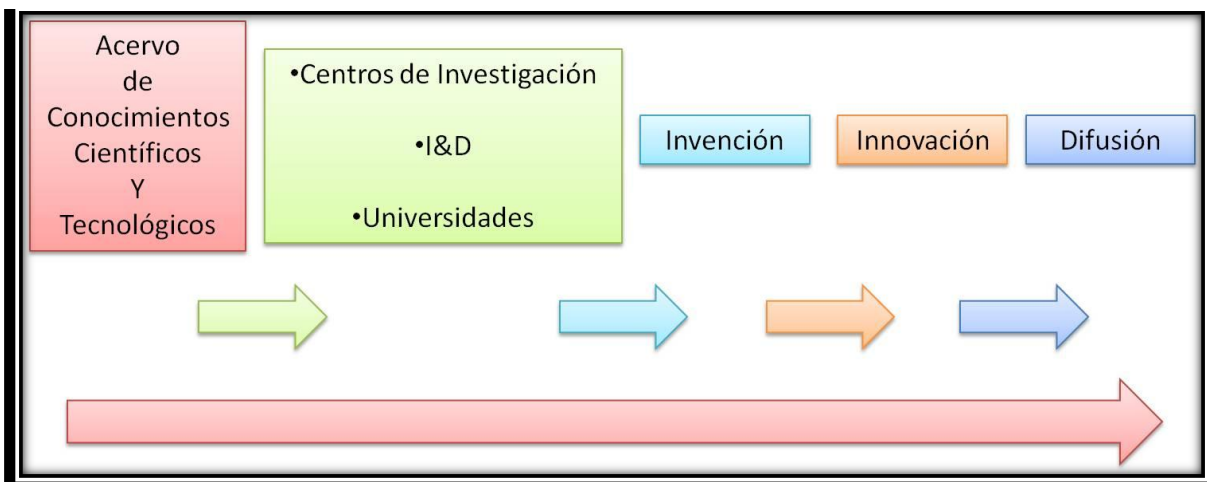 Acervo
de
Conocimientos
Científicos
Y
Tecnológicos
•Centros de Investigación
•I&D
•Universidades
Invención
Innovación
Difusión